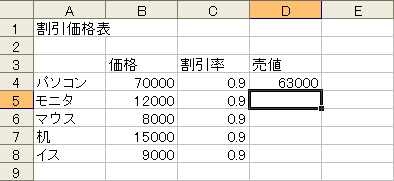 A B C D E
1 割引価格表
2
3 価格 割引率 売値
4 パソコン 70000 0.9 63000
5 モニタ 12000 0.9
6 マウス 8000 0.9
7 机 15000 0.9
8 イス 9000 0.9
9